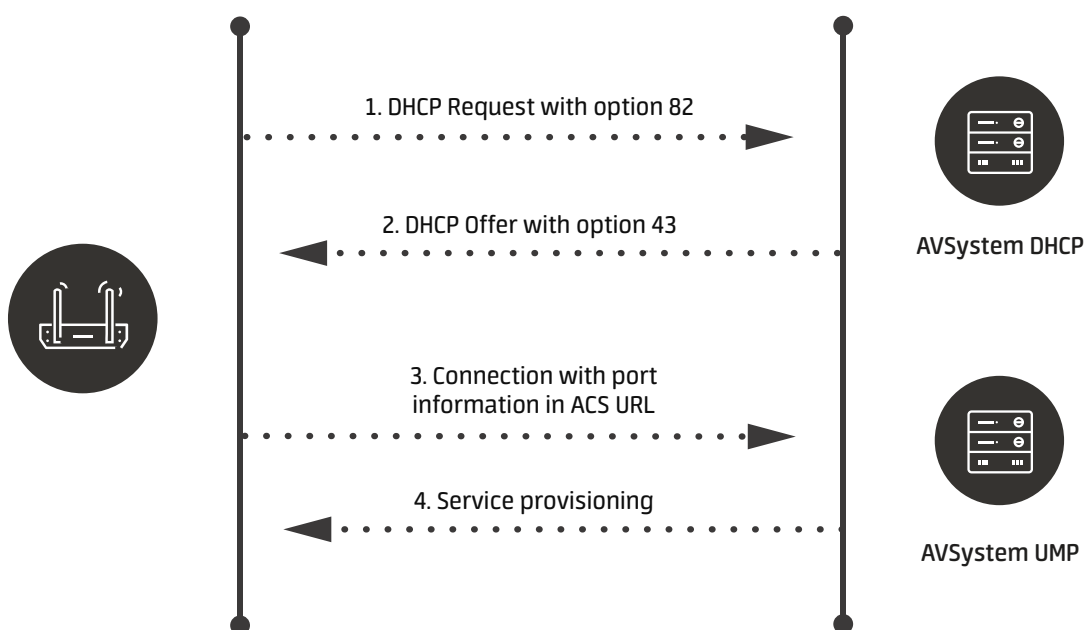 1. DHCP Request with option 82
2. DHCP Offer with option 43
AVSystem DHCP
3. Connection with port
information in ACS URL
4. Service provisioning
AVSystem UMP